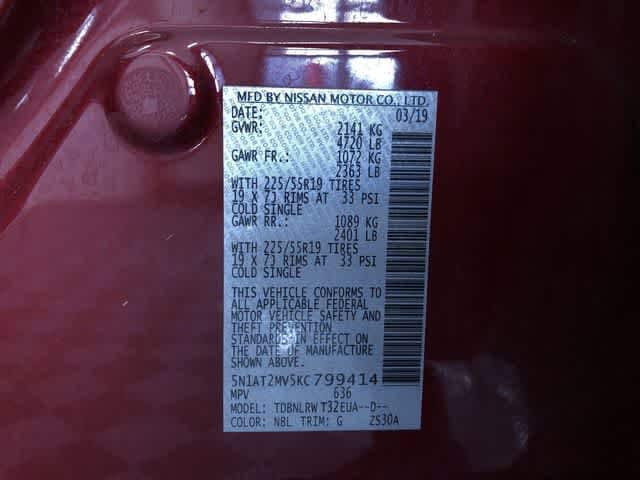 MFD BY NISSAN MOTOR CO., LTD.
DATE: 03/19
GVWR: 2141 KG
4720 LB
GAWR FR.: 1072 KG
2363 LB
WITH 225/55R19 TIRES
19 X 7J RIMS AT 33 PSI
COLD SINGLE
GAWR RR.: 1089 KG
2401 LB
WITH 225/55R19 TIRES
19 X 7J RIMS AT 33 PSI
COLD SINGLE
THIS VEHICLE CONFORMS TO
ALL APPLICABLE FEDERAL
MOTOR VEHICLE SAFETY AND
THEFT PREVENTION
STANDARDS IN EFFECT ON
THE DATE OF MANUFACTURE
SHOWN ABOVE.
5N1AT2MV5KC799414
MPV 636
MODEL: TDBNLRW T32EUA--D--
COLOR: NBL TRIM: G ZS30A